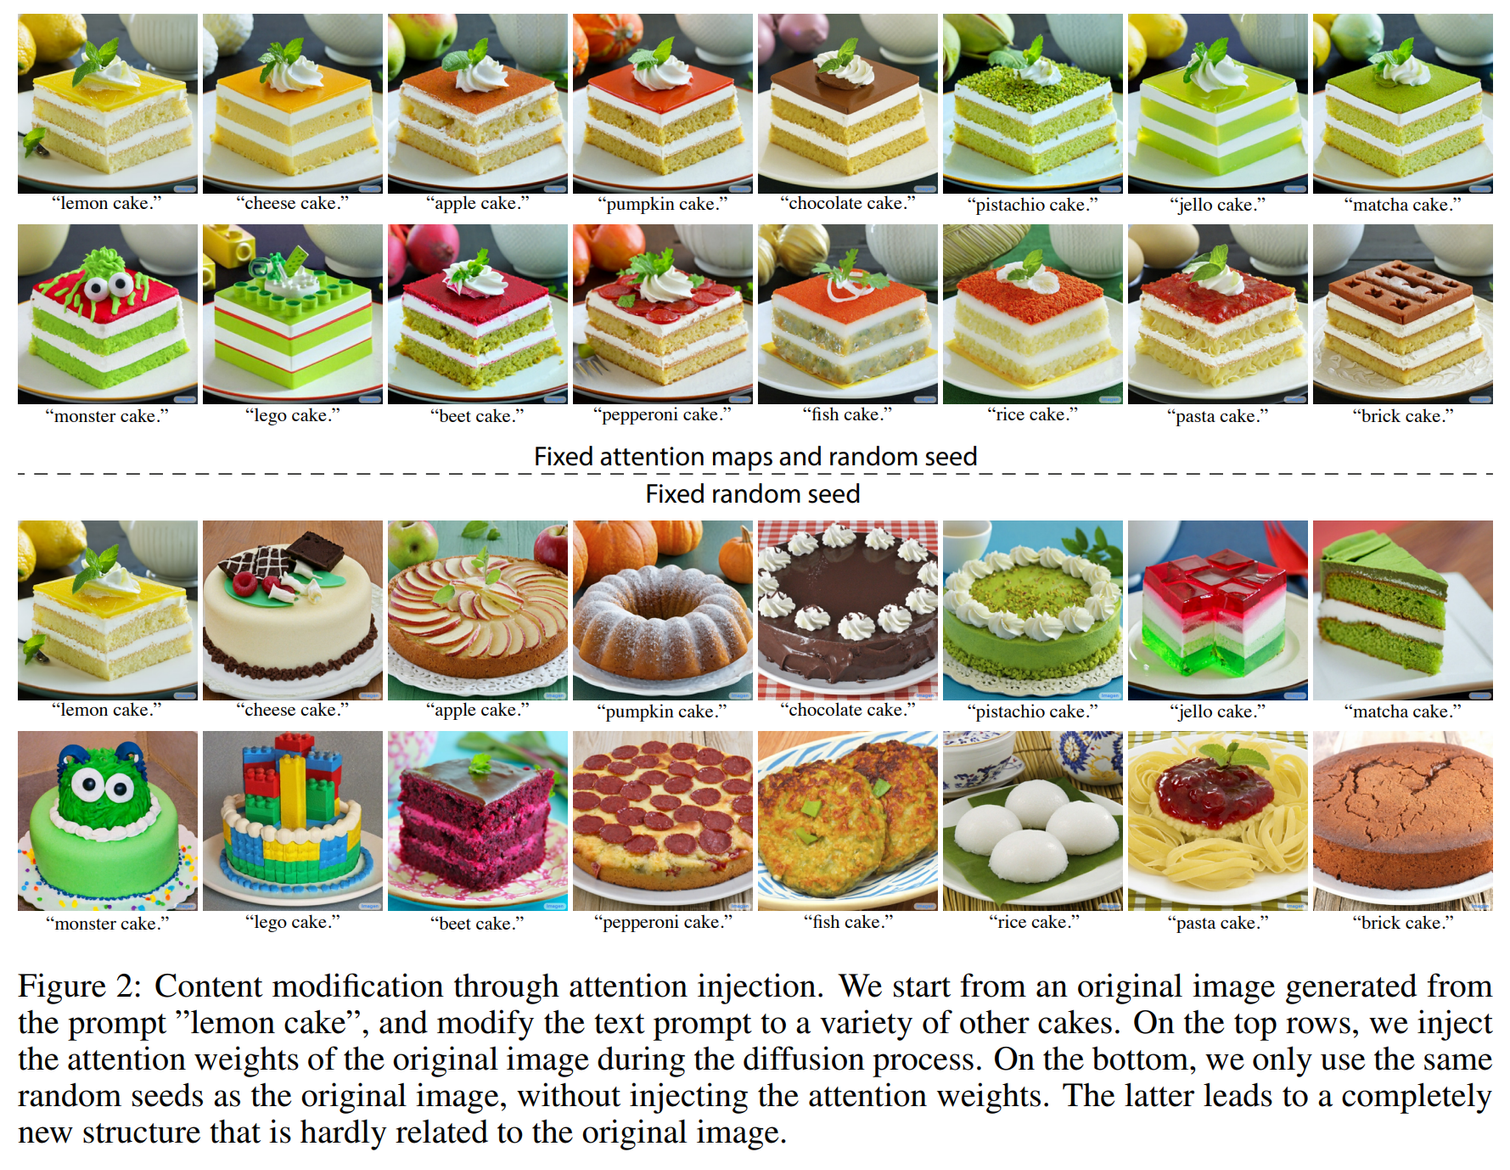 “lemon cake.” “cheese cake.” “apple cake.” “pumpkin cake.” “chocolate cake.” “pistachio cake.” “jello cake.” “matcha cake.”
“monster cake.” “lego cake.” “beet cake.” “pepperoni cake.” “fish cake.” “rice cake.” “pasta cake.” “brick cake.”
Fixed attention maps and random seed
Fixed random seed
“lemon cake.” “cheese cake.” “apple cake.” “pumpkin cake.” “chocolate cake.” “pistachio cake.” “jello cake.” “matcha cake.”
“monster cake.” “lego cake.” “beet cake.” “pepperoni cake.” “fish cake.” “rice cake.” “pasta cake.” “brick cake.”
Figure 2: Content modification through attention injection. We start from an original image generated from
the prompt ”lemon cake”, and modify the text prompt to a variety of other cakes. On the top rows, we inject
the attention weights of the original image during the diffusion process. On the bottom, we only use the same
random seeds as the original image, without injecting the attention weights. The latter leads to a completely
new structure that is hardly related to the original image.